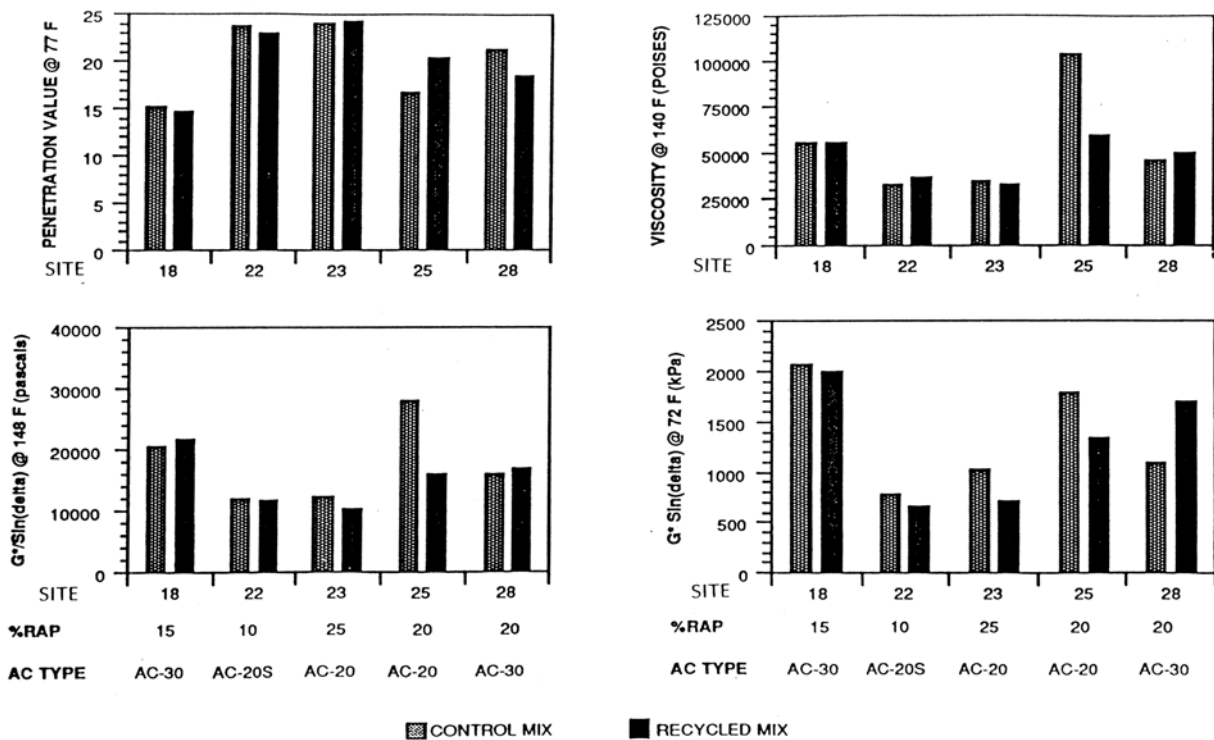 PENETRATION VALUE @ 77 F
25
20
15
10
5
0
SITE 18 22 23 25 28
VISCOSITY @ 140 F (POISES)
125000
100000
75000
50000
25000
0
SITE 18 22 23 25 28
G*/Sin(delta) @ 148 F (pascals)
40000
30000
20000
10000
0
SITE 18 22 23 25 28
%RAP 15 10 25 20 20
AC TYPE AC-30 AC-20S AC-20 AC-20 AC-30
G* Sin(delta) @ 72 F (kPa)
2500
2000
1500
1000
500
0
SITE 18 22 23 25 28
%RAP 15 10 25 20 20
AC TYPE AC-30 AC-20S AC-20 AC-20 AC-30
CONTROL MIX RECYCLED MIX